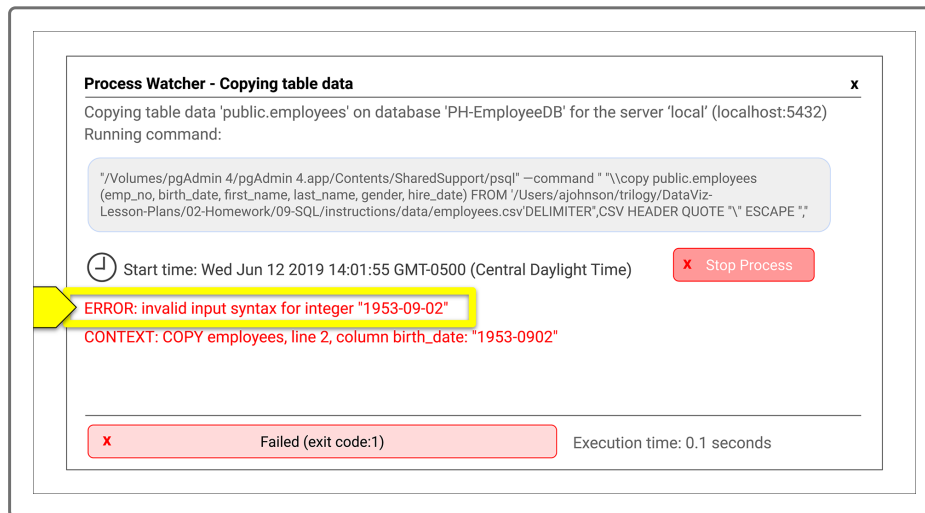 Process Watcher - Copying table data x
Copying table data 'public.employees' on database 'PH-EmployeeDB' for the server ‘local’ (localhost:5432)
Running command:
"/Volumes/pgAdmin 4/pgAdmin 4.app/Contents/SharedSupport/psql" —command " "\\copy public.employees
(emp_no, birth_date, first_name, last_name, gender, hire_date) FROM '/Users/ajohnson/trilogy/DataViz-
Lesson-Plans/02-Homework/09-SQL/instructions/data/employees.csv'DELIMITER",CSV HEADER QUOTE "\" ESCAPE ","
Start time: Wed Jun 12 2019 14:01:55 GMT-0500 (Central Daylight Time)
x Stop Process
ERROR: invalid input syntax for integer "1953-09-02"
CONTEXT: COPY employees, line 2, column birth_date: "1953-0902"
x Failed (exit code:1)
Execution time: 0.1 seconds